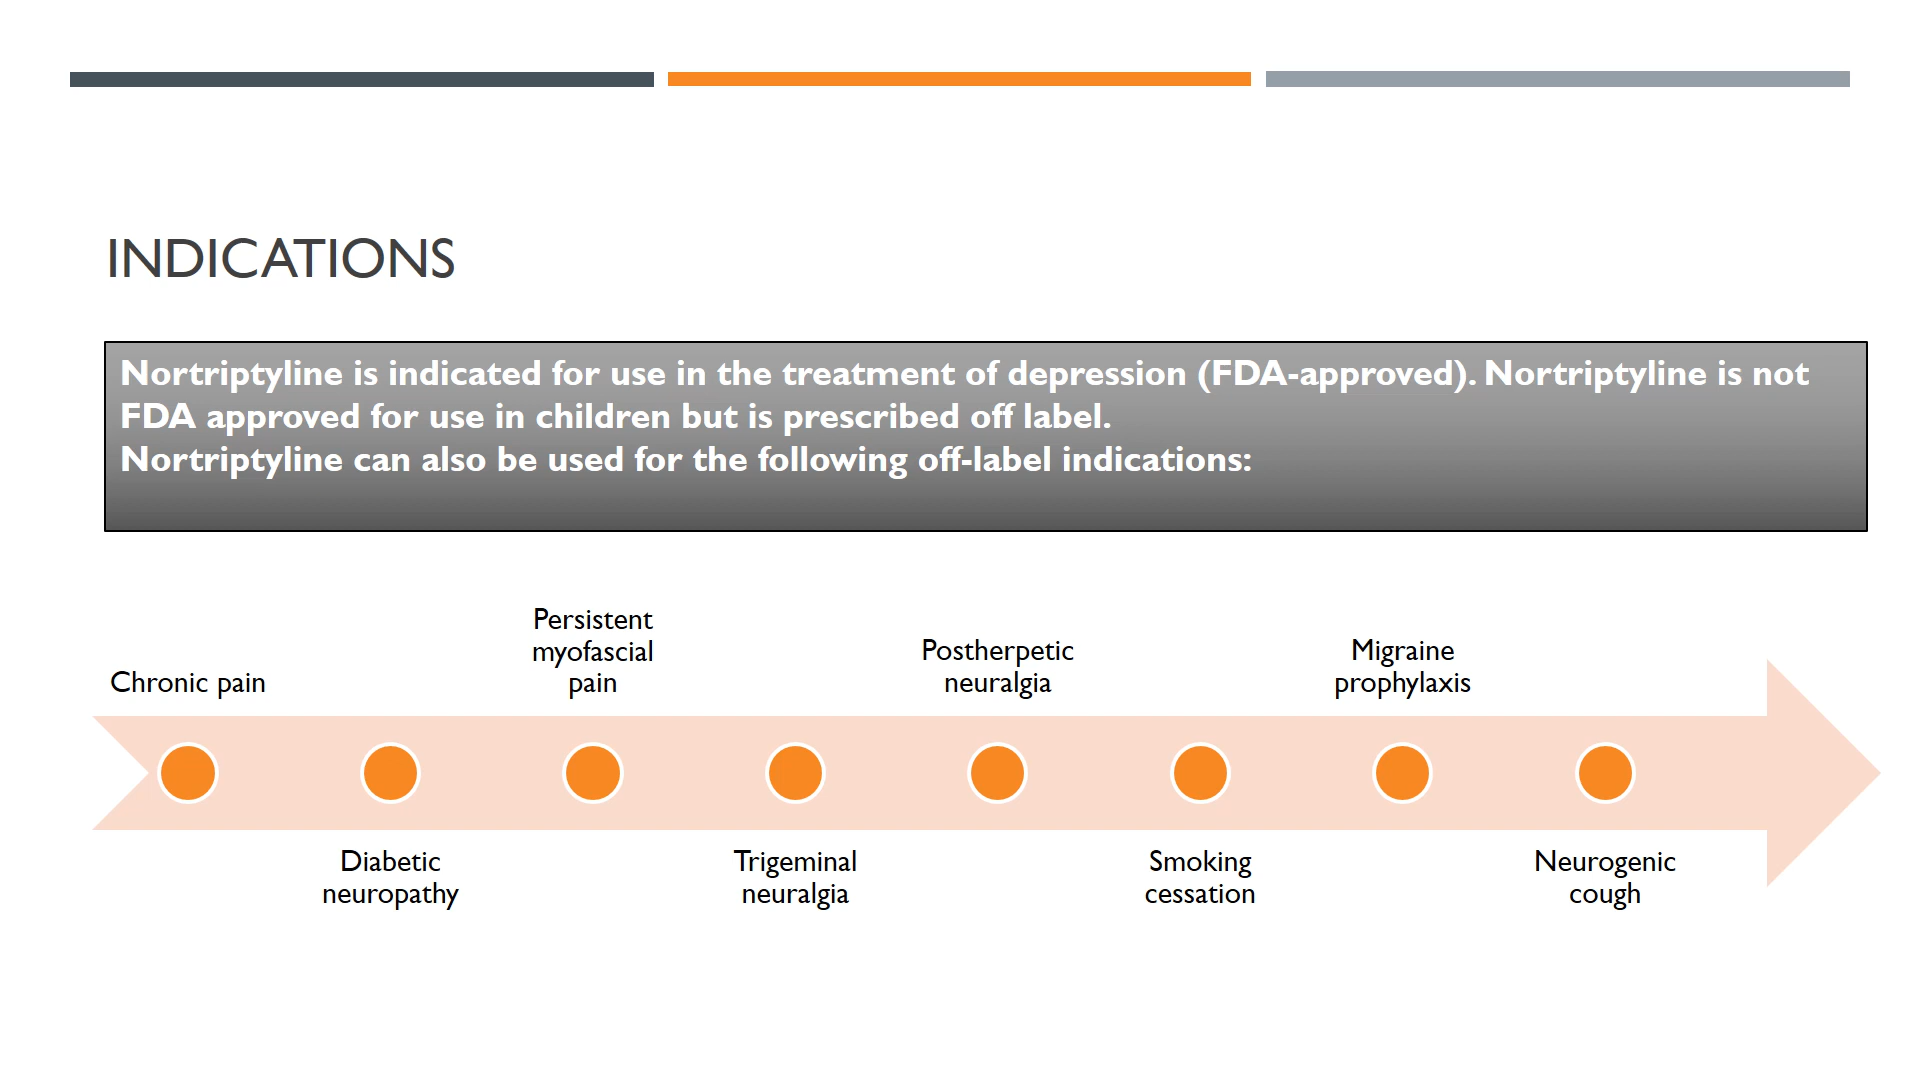 INDICATIONS
Nortriptyline is indicated for use in the treatment of depression (FDA-approved). Nortriptyline is not
FDA approved for use in children but is prescribed off label.
Nortriptyline can also be used for the following off-label indications:
Chronic pain
Diabetic
neuropathy
Persistent
myofascial
pain
Trigeminal
neuralgia
Postherpetic
neuralgia
Smoking
cessation
Migraine
prophylaxis
Neurogenic
cough